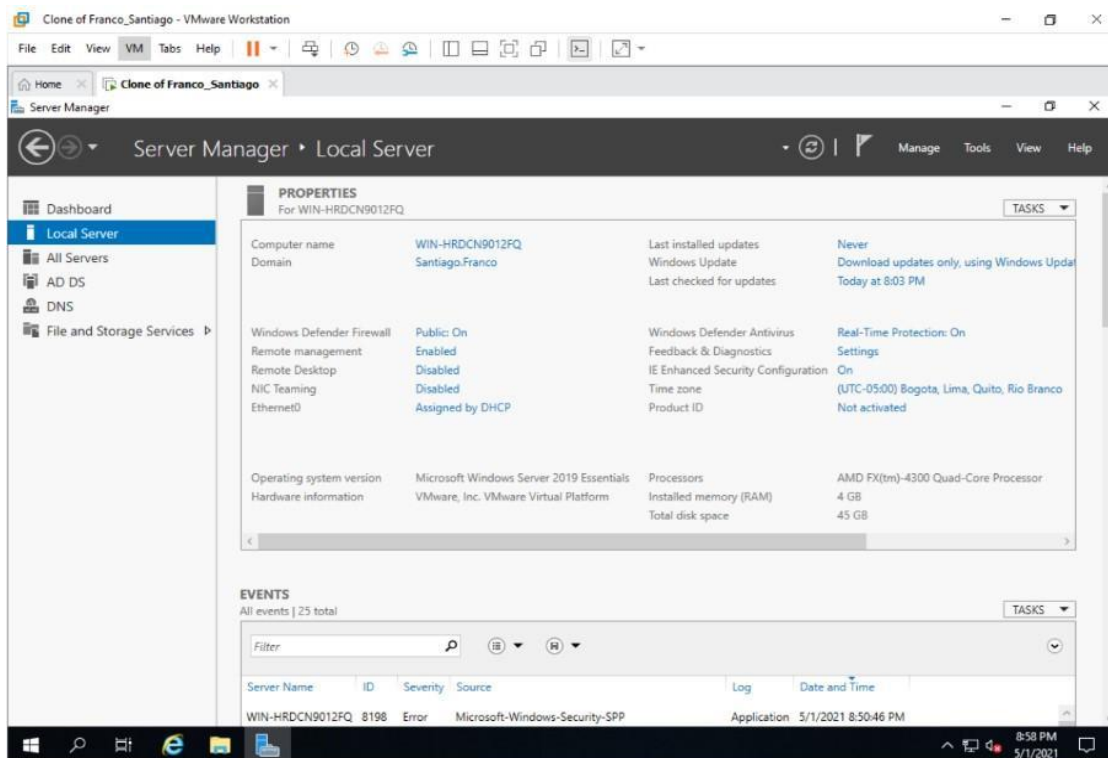 Clone of Franco_Santiago - VMware Workstation
File Edit View VM Tabs Help
Home Clone of Franco_Santiago
Server Manager
Server Manager • Local Server Manage Tools View Help
Dashboard
Local Server
All Servers
AD DS
DNS
File and Storage Services
PROPERTIES
For WIN-HRDCN9012FQ
TASKS
Computer name WIN-HRDCN9012FQ Last installed updates Never
Domain Santiago.Franco Windows Update Download updates only, using Windows Updat
Last checked for updates Today at 8:03 PM
Windows Defender Firewall Public: On Windows Defender Antivirus Real-Time Protection: On
Remote management Enabled Feedback & Diagnostics Settings
Remote Desktop Disabled IE Enhanced Security Configuration On
NIC Teaming Disabled Time zone (UTC-05:00) Bogota, Lima, Quito, Rio Branco
Ethernet0 Assigned by DHCP Product ID Not activated
Operating system version Microsoft Windows Server 2019 Essentials Processors AMD FX(tm)-4300 Quad-Core Processor
Hardware information VMware, Inc. VMware Virtual Platform Installed memory (RAM) 4 GB
Total disk space 45 GB
EVENTS
All events | 25 total
TASKS
Filter
Server Name ID Severity Source Log Date and Time
WIN-HRDCN9012FQ 8198 Error Microsoft-Windows-Security-SPP Application 5/1/2021 8:50:46 PM
8:58 PM
5/1/2021